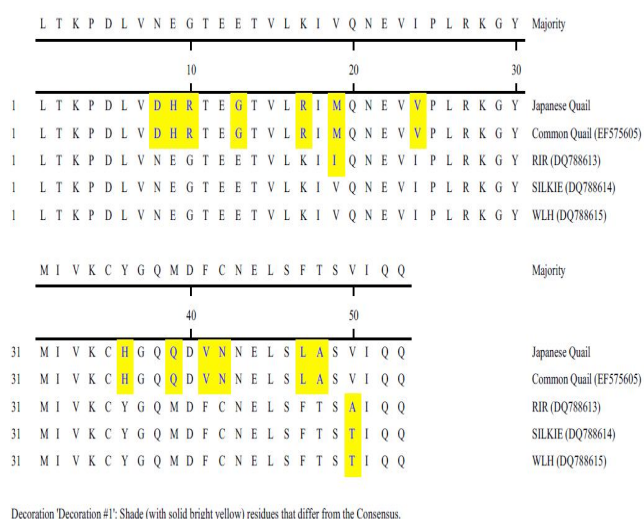 L T K P D L V N E G T E E T V L K I V Q N E V I P L R K G Y Majority
10 20 30
1 L T K P D L V D H R T E G T V L R I M Q N E V V P L R K G Y Japanese Quail
1 L T K P D L V D H R T E G T V L R I M Q N E V V P L R K G Y Common Quail (EF575605)
1 L T K P D L V N E G T E E T V L K I I Q N E V I P L R K G Y RIR (DQ788613)
1 L T K P D L V N E G T E E T V L K I V Q N E V I P L R K G Y SILKIE (DQ788614)
1 L T K P D L V N E G T E E T V L K I V Q N E V I P L R K G Y WLH (DQ788615)
M I V K C Y G Q M D F C N E L S F T S V I Q Q Majority
40 50
31 M I V K C H G Q Q D V N N E L S L A S V I Q Q Japanese Quail
31 M I V K C H G Q Q D V N N E L S L A S V I Q Q Common Quail (EF575605)
31 M I V K C Y G Q M D F C N E L S F T S A I Q Q RIR (DQ788613)
31 M I V K C Y G Q M D F C N E L S F T S T I Q Q SILKIE (DQ788614)
31 M I V K C Y G Q M D F C N E L S F T S T I Q Q WLH (DQ788615)
Decoration 'Decoration #1': Shade (with solid bright yellow) residues that differ from the Consensus.